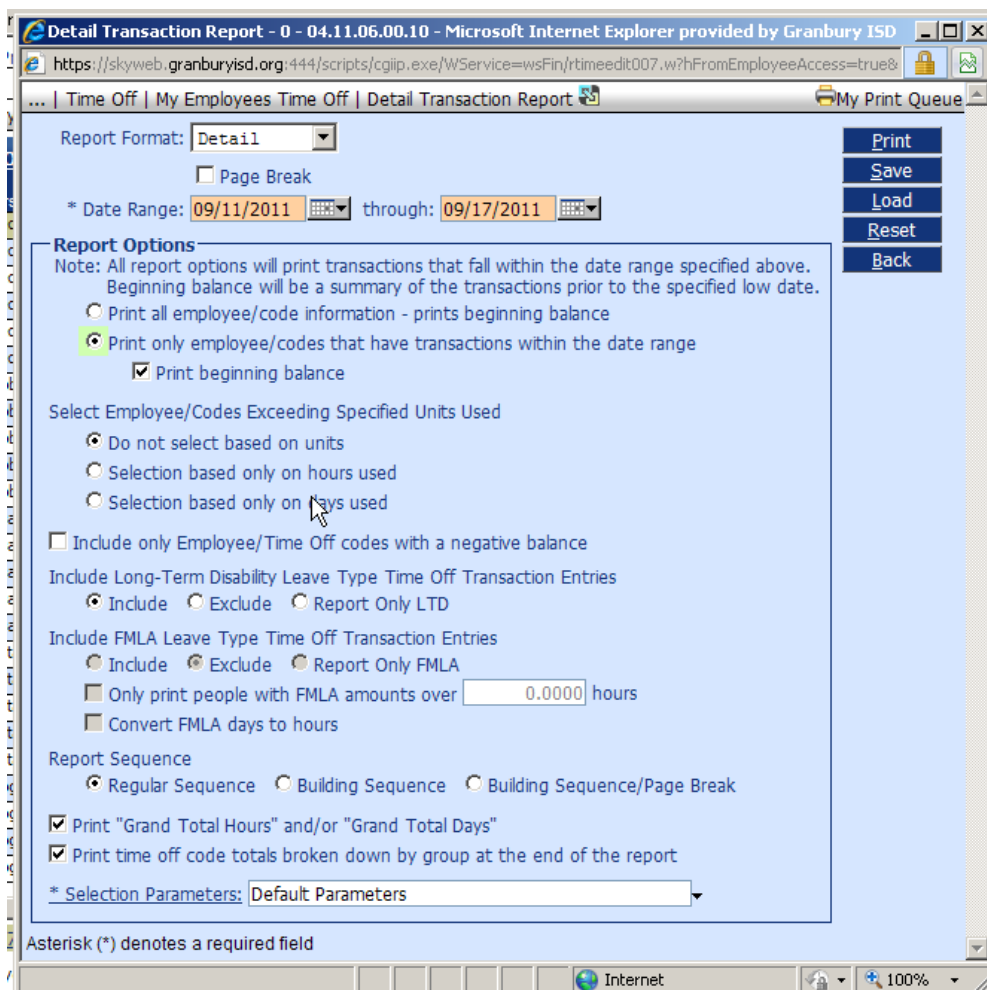 Detail Transaction Report - 0 - 04.11.06.00.10 - Microsoft Internet Explorer provided by Granbury ISD
https://skyweb.granburyisd.org:444/scripts/cgiip.exe/WService=wsFin/rtimeedit007.w?hFromEmployeeAccess=true&
... | Time Off | My Employees Time Off | Detail Transaction Report My Print Queue
Report Format: Detail
Print
Page Break
Save
* Date Range: 09/11/2011 through: 09/17/2011
Load
Reset
Back
Report Options
Note: All report options will print transactions that fall within the date range specified above.
Beginning balance will be a summary of the transactions prior to the specified low date.
Print all employee/code information - prints beginning balance
Print only employee/codes that have transactions within the date range
Print beginning balance
Select Employee/Codes Exceeding Specified Units Used
Do not select based on units
Selection based only on hours used
Selection based only on days used
Include only Employee/Time Off codes with a negative balance
Include Long-Term Disability Leave Type Time Off Transaction Entries
Include Exclude Report Only LTD
Include FMLA Leave Type Time Off Transaction Entries
Include Exclude Report Only FMLA
Only print people with FMLA amounts over 0.0000 hours
Convert FMLA days to hours
Report Sequence
Regular Sequence Building Sequence Building Sequence/Page Break
Print "Grand Total Hours" and/or "Grand Total Days"
Print time off code totals broken down by group at the end of the report
* Selection Parameters: Default Parameters
Asterisk (*) denotes a required field
Internet 100%